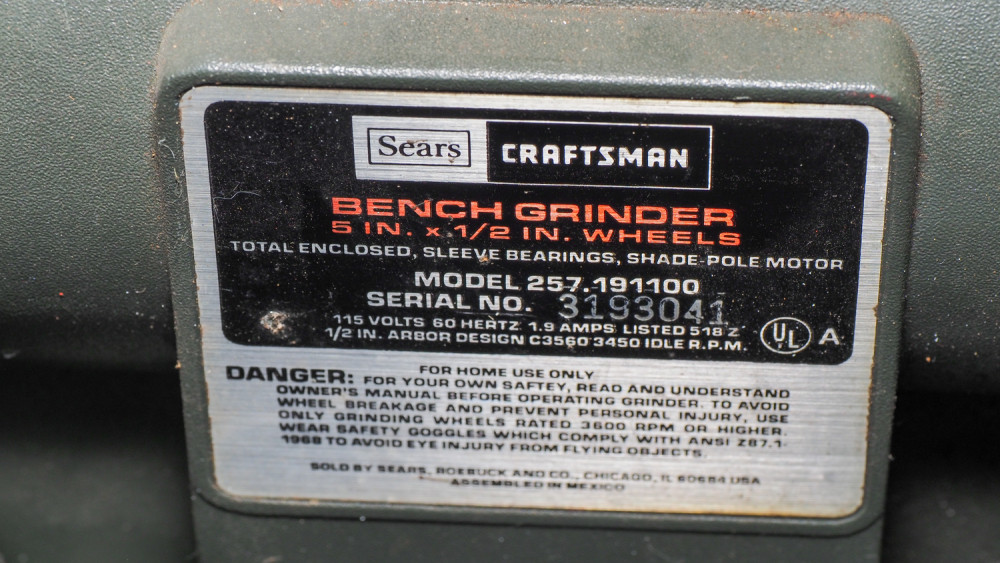 Sears CRAFTSMAN
BENCH GRINDER
5 IN. x 1/2 IN. WHEELS
TOTAL ENCLOSED, SLEEVE BEARINGS, SHADE-POLE MOTOR
MODEL 257.191100
SERIAL NO. 3193041
115 VOLTS 60 HERTZ 1.9 AMPS LISTED 518 Z
1/2 IN. ARBOR DESIGN C3560 3450 IDLE R.P.M.
UL A
FOR HOME USE ONLY
DANGER: FOR YOUR OWN SAFTEY, READ AND UNDERSTAND
OWNER'S MANUAL BEFORE OPERATING GRINDER. TO AVOID
WHEEL BREAKAGE AND PREVENT PERSONAL INJURY, USE
ONLY GRINDING WHEELS RATED 3600 RPM OR HIGHER.
WEAR SAFETY GOGGLES WHICH COMPLY WITH ANSI Z87.1-
1968 TO AVOID EYE INJURY FROM FLYING OBJECTS.
SOLD BY SEARS, ROEBUCK AND CO., CHICAGO, IL 60684 USA
ASSEMBLED IN MEXICO